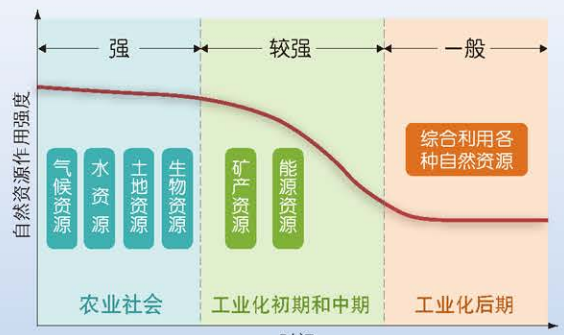 强
较强
一般
自然资源作用强度
气候资源
水资源
土地资源
生物资源
矿产资源
能源资源
综合利用各
种自然资源
农业社会
工业化初期和中期
工业化后期